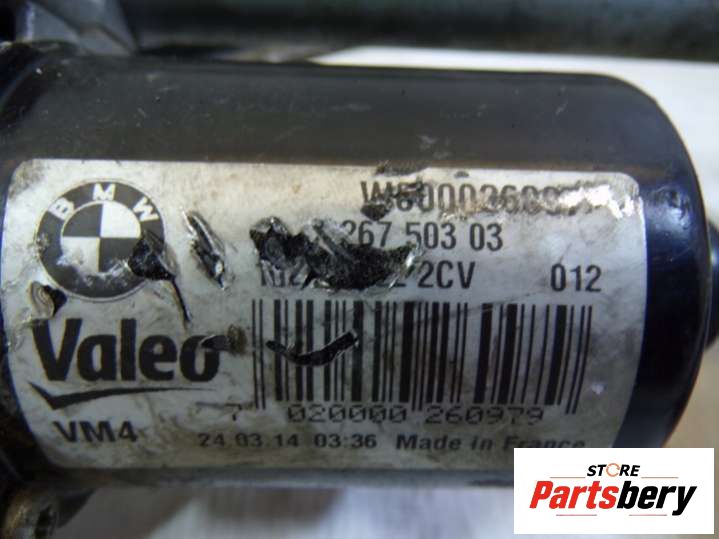 BMW
267 503 03
2CV 012
Valeo
7 020000 260979
VM4
24.03.14 03:36 Made in France
STORE
Partsbery